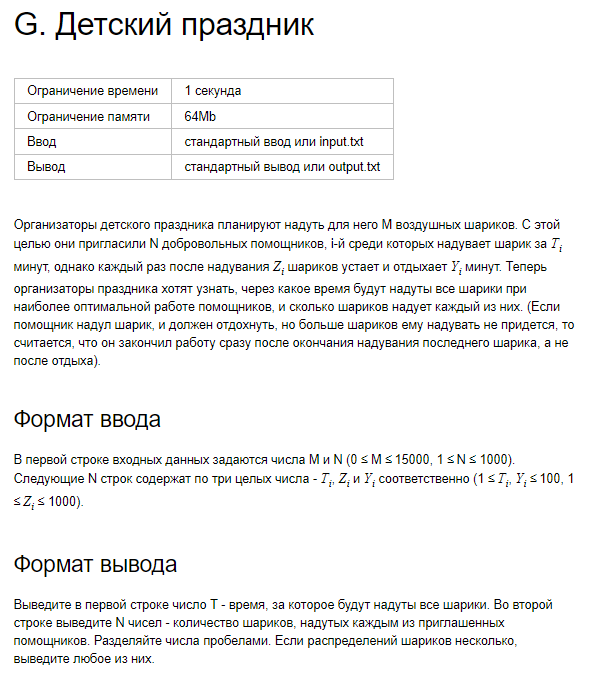 G. Детский праздник
Ограничение времени 1 секунда
Ограничение памяти 64Mb
Ввод стандартный ввод или input.txt
Вывод стандартный вывод или output.txt
Организаторы детского праздника планируют надуть для него M воздушных шариков. С этой
целью они пригласили N добровольных помощников, i-й среди которых надувает шарик за T_i
минут, однако каждый раз после надувания Z_i шариков устает и отдыхает Y_i минут. Теперь
организаторы праздника хотят узнать, через какое время будут надуты все шарики при
наиболее оптимальной работе помощников, и сколько шариков надует каждый из них. (Если
помощник надул шарик, и должен отдохнуть, но больше шариков ему надувать не придется, то
считается, что он закончил работу сразу после окончания надувания последнего шарика, а не
после отдыха).
Формат ввода
В первой строке входных данных задаются числа M и N (0 ≤ M ≤ 15000, 1 ≤ N ≤ 1000).
Следующие N строк содержат по три целых числа - T_i, Z_i и Y_i соответственно (1 ≤ T_i, Y_i ≤ 100, 1
≤ Z_i ≤ 1000).
Формат вывода
Выведите в первой строке число T - время, за которое будут надуты все шарики. Во второй
строке выведите N чисел - количество шариков, надутых каждым из приглашенных
помощников. Разделяйте числа пробелами. Если распределений шариков несколько,
выведите любое из них.